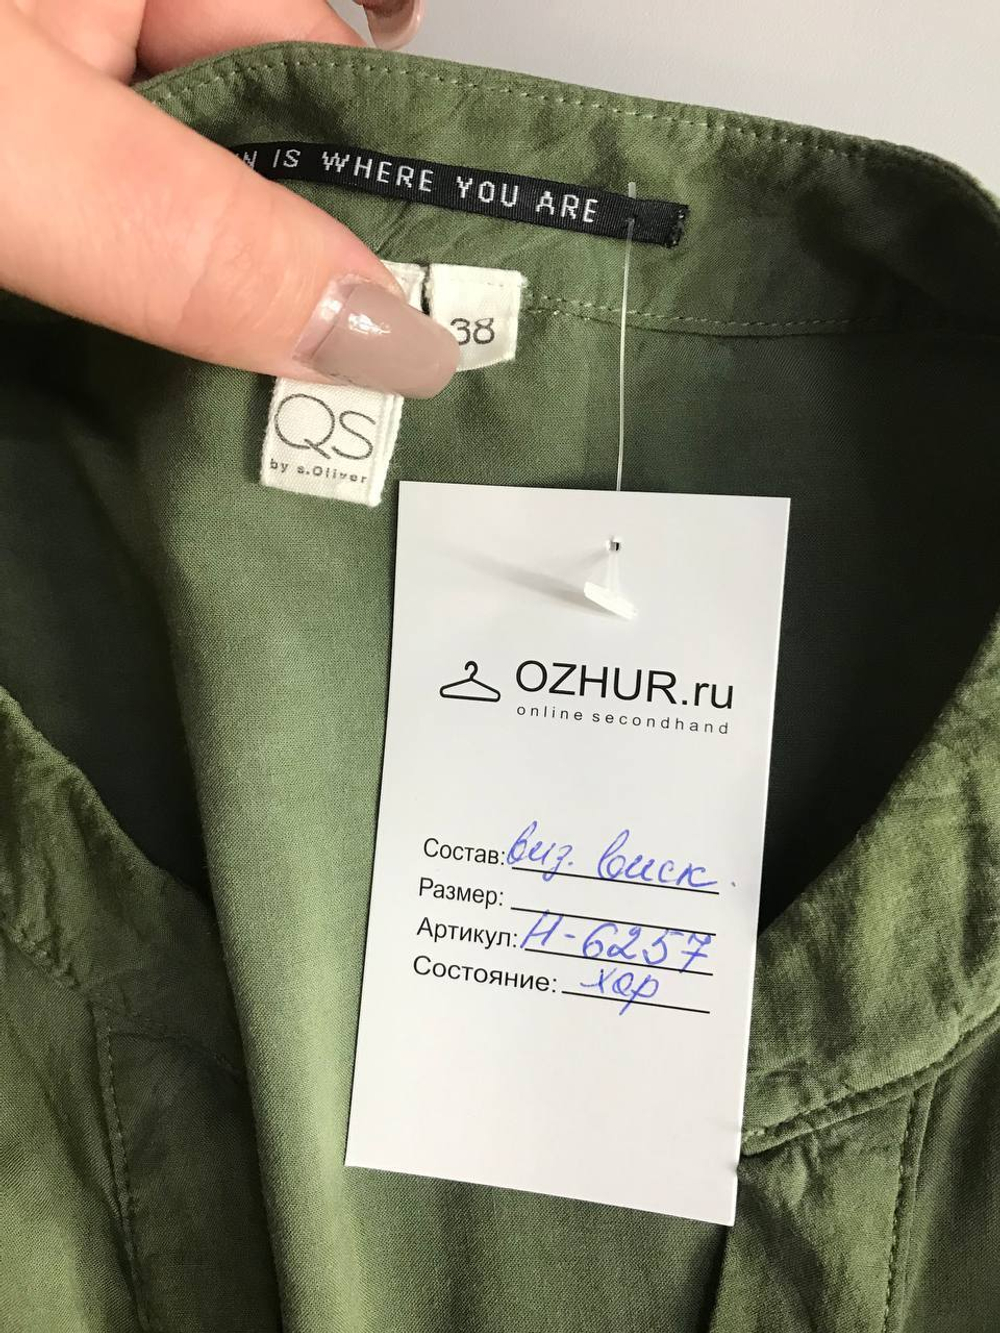 IS WHERE YOU ARE
38
QS
by s.Oliver
OZHUR.ru
online secondhand
Состав: виз. виск.
Размер:
Артикул: Н-6257
Состояние: хор